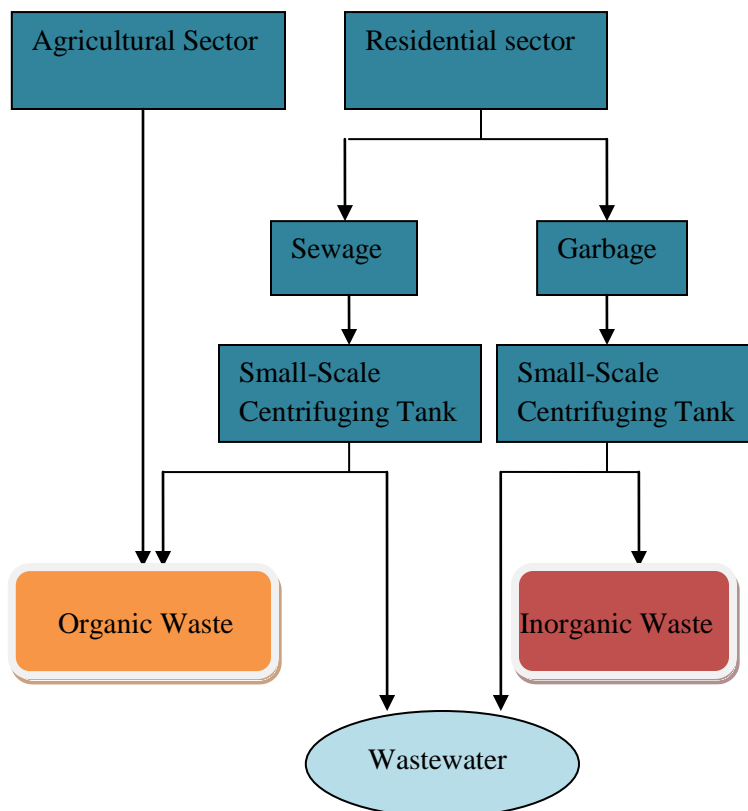 Agricultural Sector
Residential sector
Sewage
Garbage
Small-Scale
Centrifuging Tank
Small-Scale
Centrifuging Tank
Organic Waste
Inorganic Waste
Wastewater